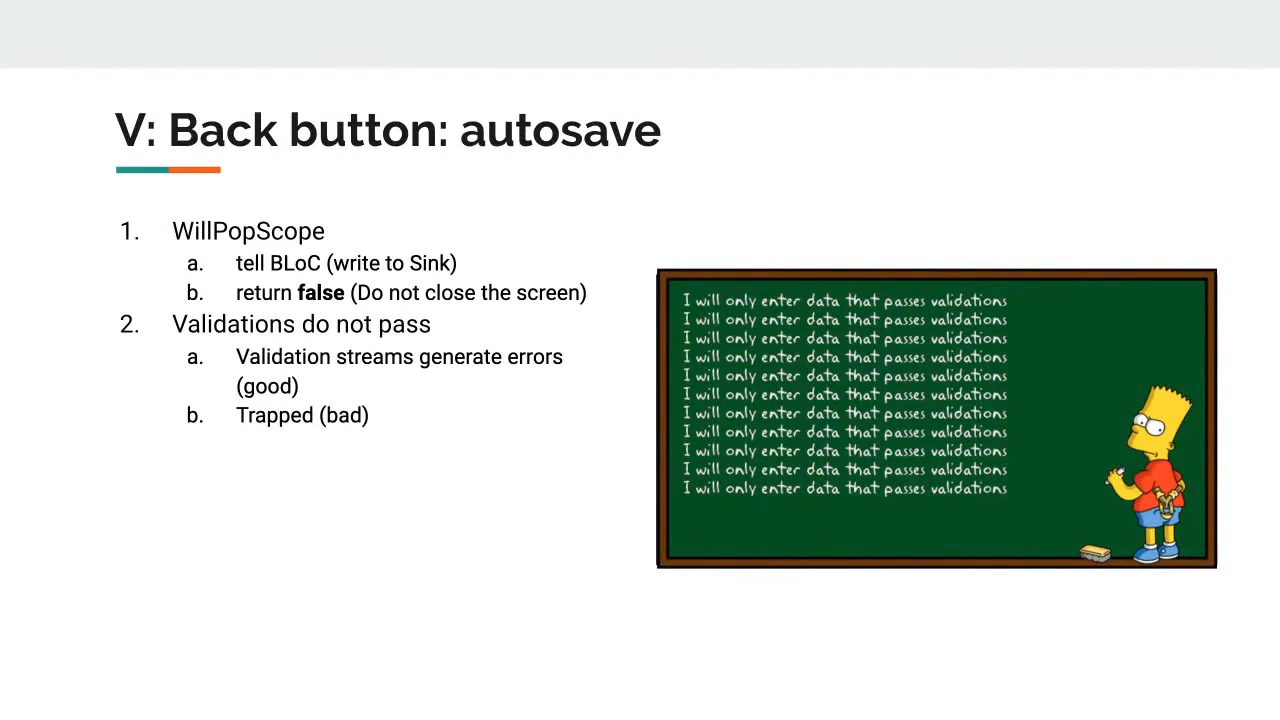 V: Back button: autosave
1. WillPopScope
a. tell BLoC (write to Sink)
b. return false (Do not close the screen)
2. Validations do not pass
a. Validation streams generate errors
(good)
b. Trapped (bad)
I will only enter data that passes validations
I will only enter data that passes validations
I will only enter data that passes validations
I will only enter data that passes validations
I will only enter data that passes validations
I will only enter data that passes validations
I will only enter data that passes validations
I will only enter data that passes validations
I will only enter data that passes validations
I will only enter data that passes validations
I will only enter data that passes validations